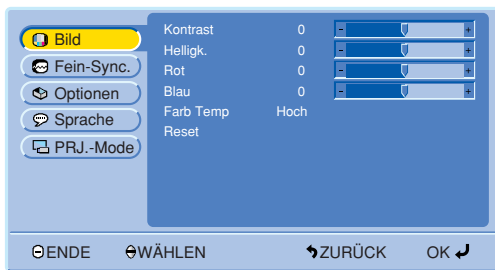 Bild
Fein-Sync.
Optionen
Sprache
PRJ.-Mode
Kontrast 0 - +
Helligk. 0 - +
Rot 0 - +
Blau 0 - +
Farb Temp Hoch
Reset
ENDE WÄHLEN ZURÜCK OK